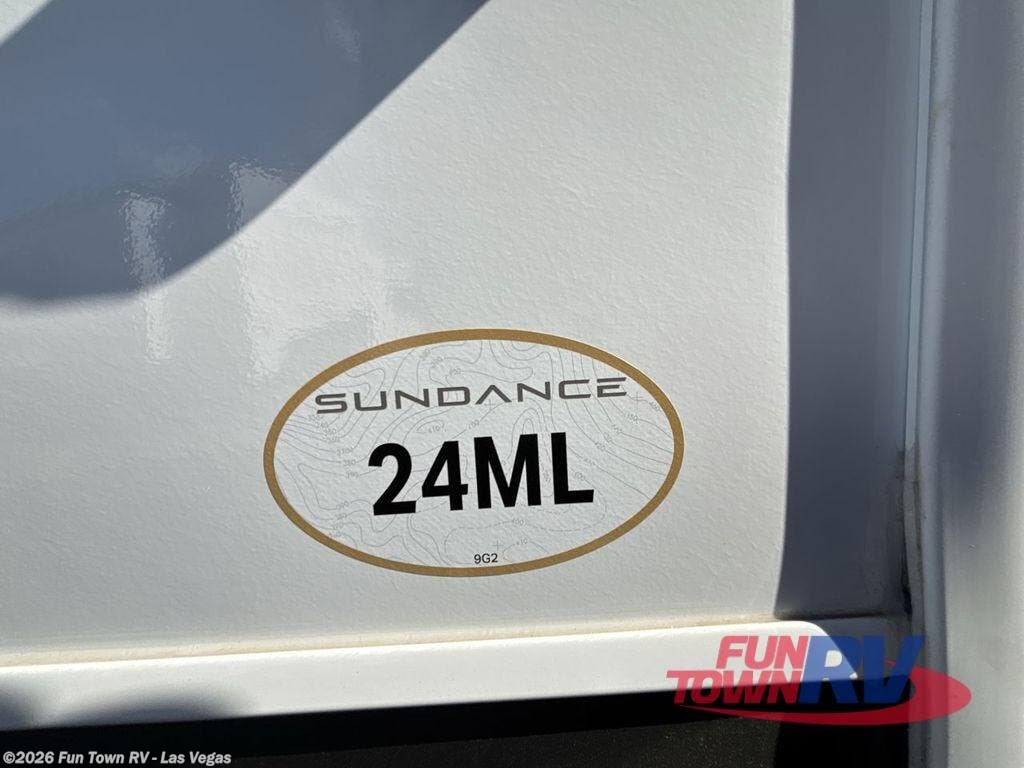 SUNDANCE
24ML
9G2
FUN
TOWN RV
©2026 Fun Town RV - Las Vegas